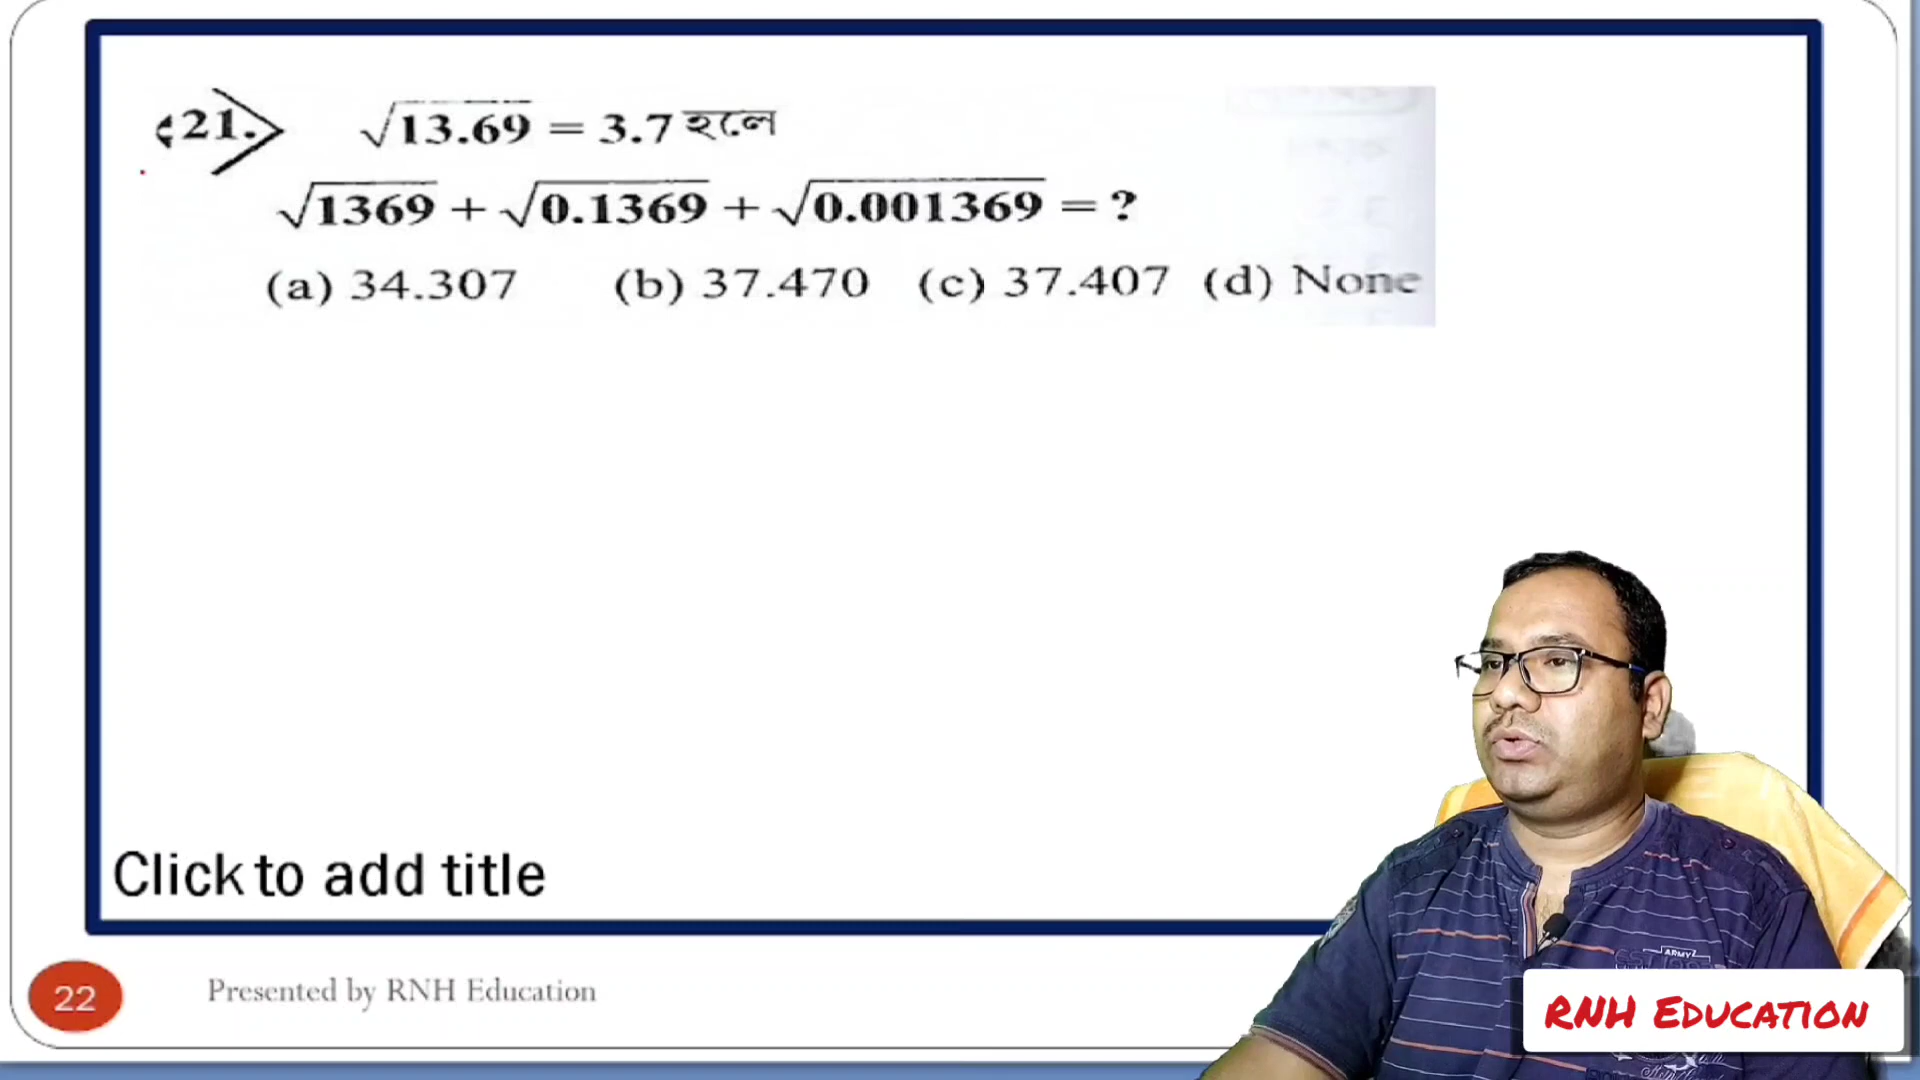 21. √13.69 = 3.7 হলে
√1369 + √0.1369 + √0.001369 = ?
(a) 34.307 (b) 37.470 (c) 37.407 (d) None
Click to add title
22 Presented by RNH Education
ARMY
RNH EDUCATION